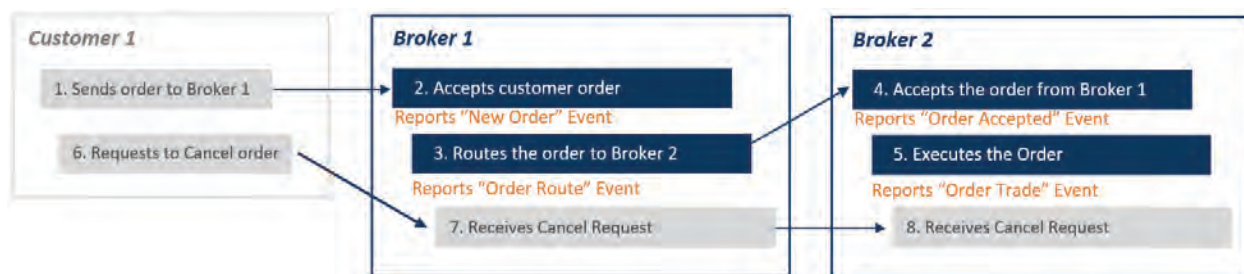 Customer 1
1. Sends order to Broker 1
6. Requests to Cancel order
Broker 1
2. Accepts customer order
Reports "New Order" Event
3. Routes the order to Broker 2
Reports "Order Route" Event
7. Receives Cancel Request
Broker 2
4. Accepts the order from Broker 1
Reports "Order Accepted" Event
5. Executes the Order
Reports "Order Trade" Event
8. Receives Cancel Request